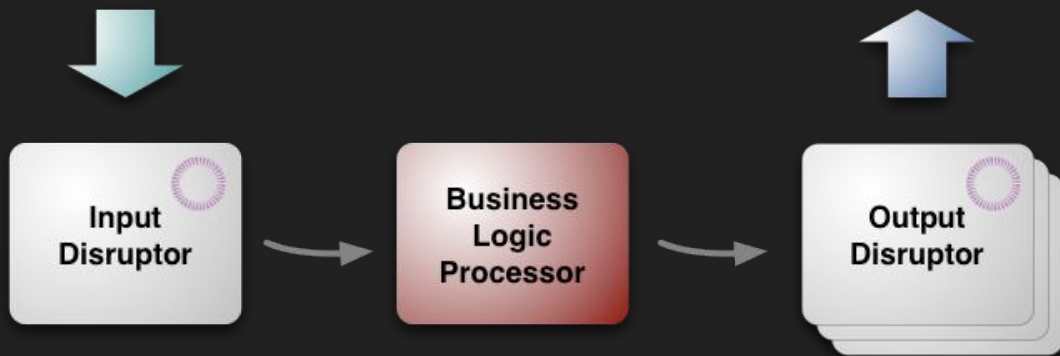 Input
Disruptor
Business
Logic
Processor
Output
Disruptor